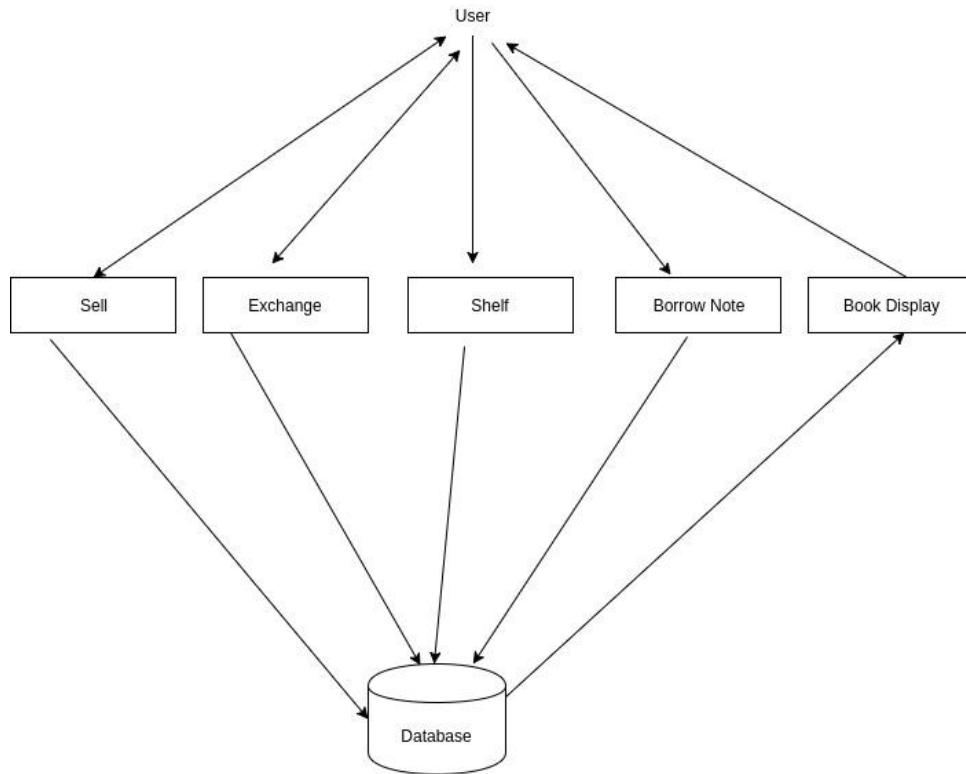 User
Sell
Exchange
Shelf
Borrow Note
Book Display
Database